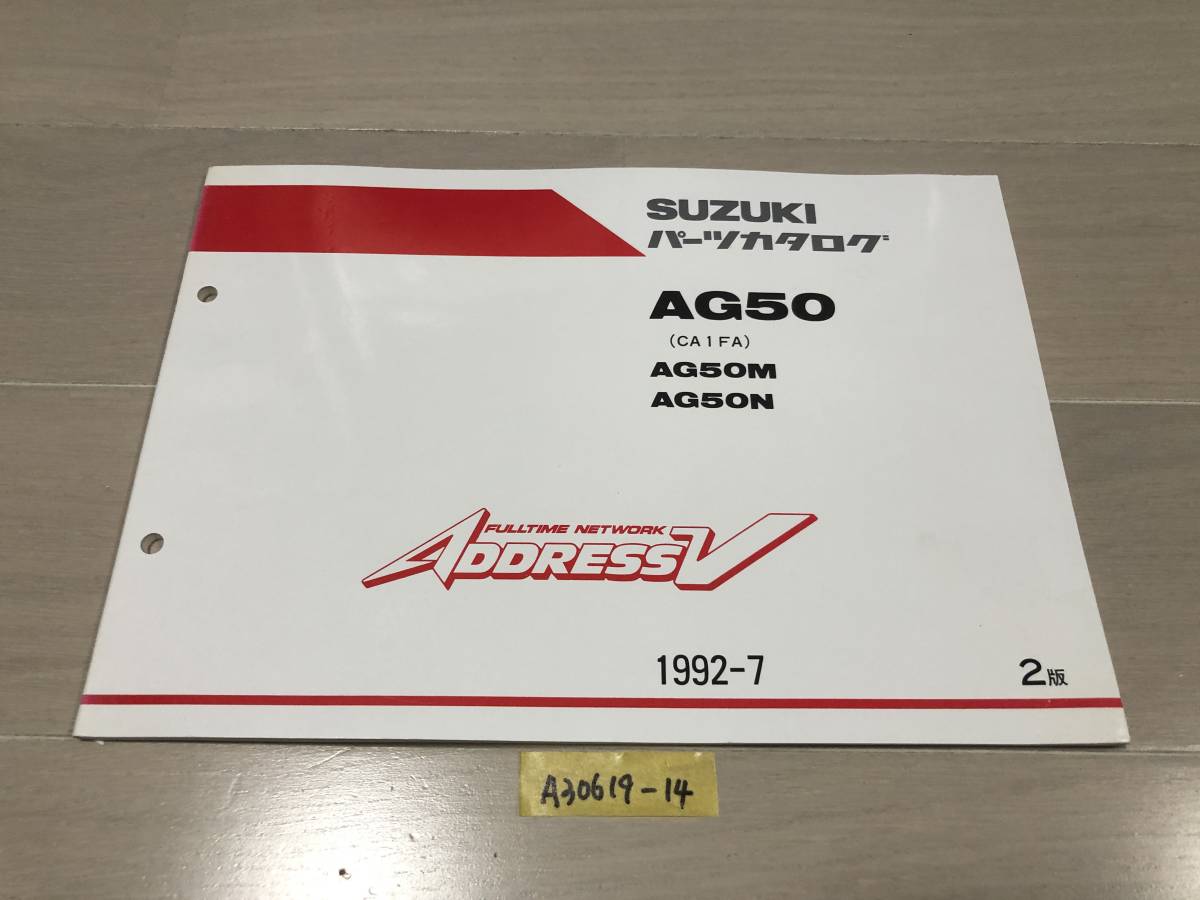 SUZUKI
パーツカタログ
AG50
(CA1FA)
AG50M
AG50N
FULLTIME NETWORK
ADDRESSV
1992-7
2版
A30619-14